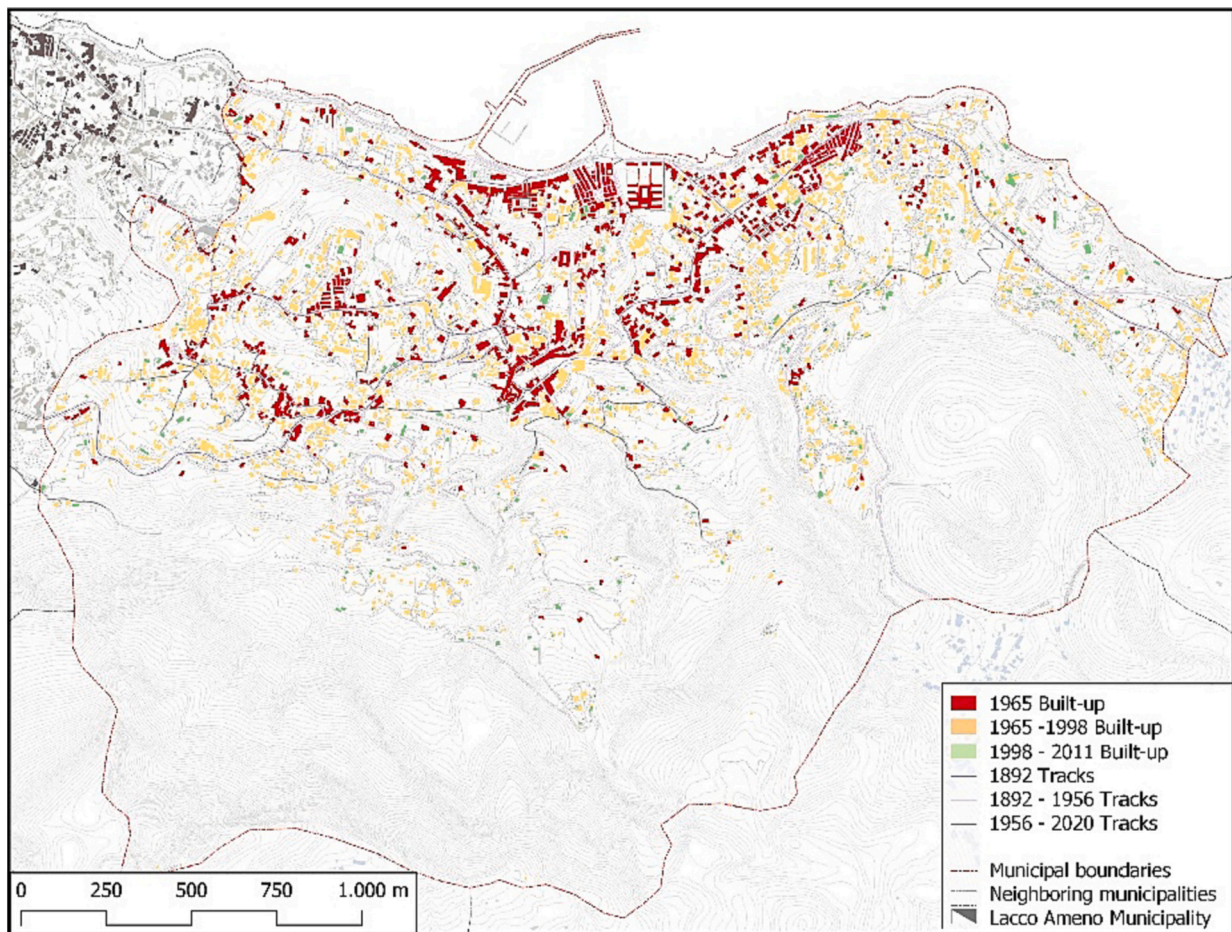 1965 Built-up
1965 -1998 Built-up
1998 - 2011 Built-up
1892 Tracks
1892 - 1956 Tracks
1956 - 2020 Tracks
Municipal boundaries
Neighboring municipalities
Lacco Ameno Municipality
0 250 500 750 1.000 m